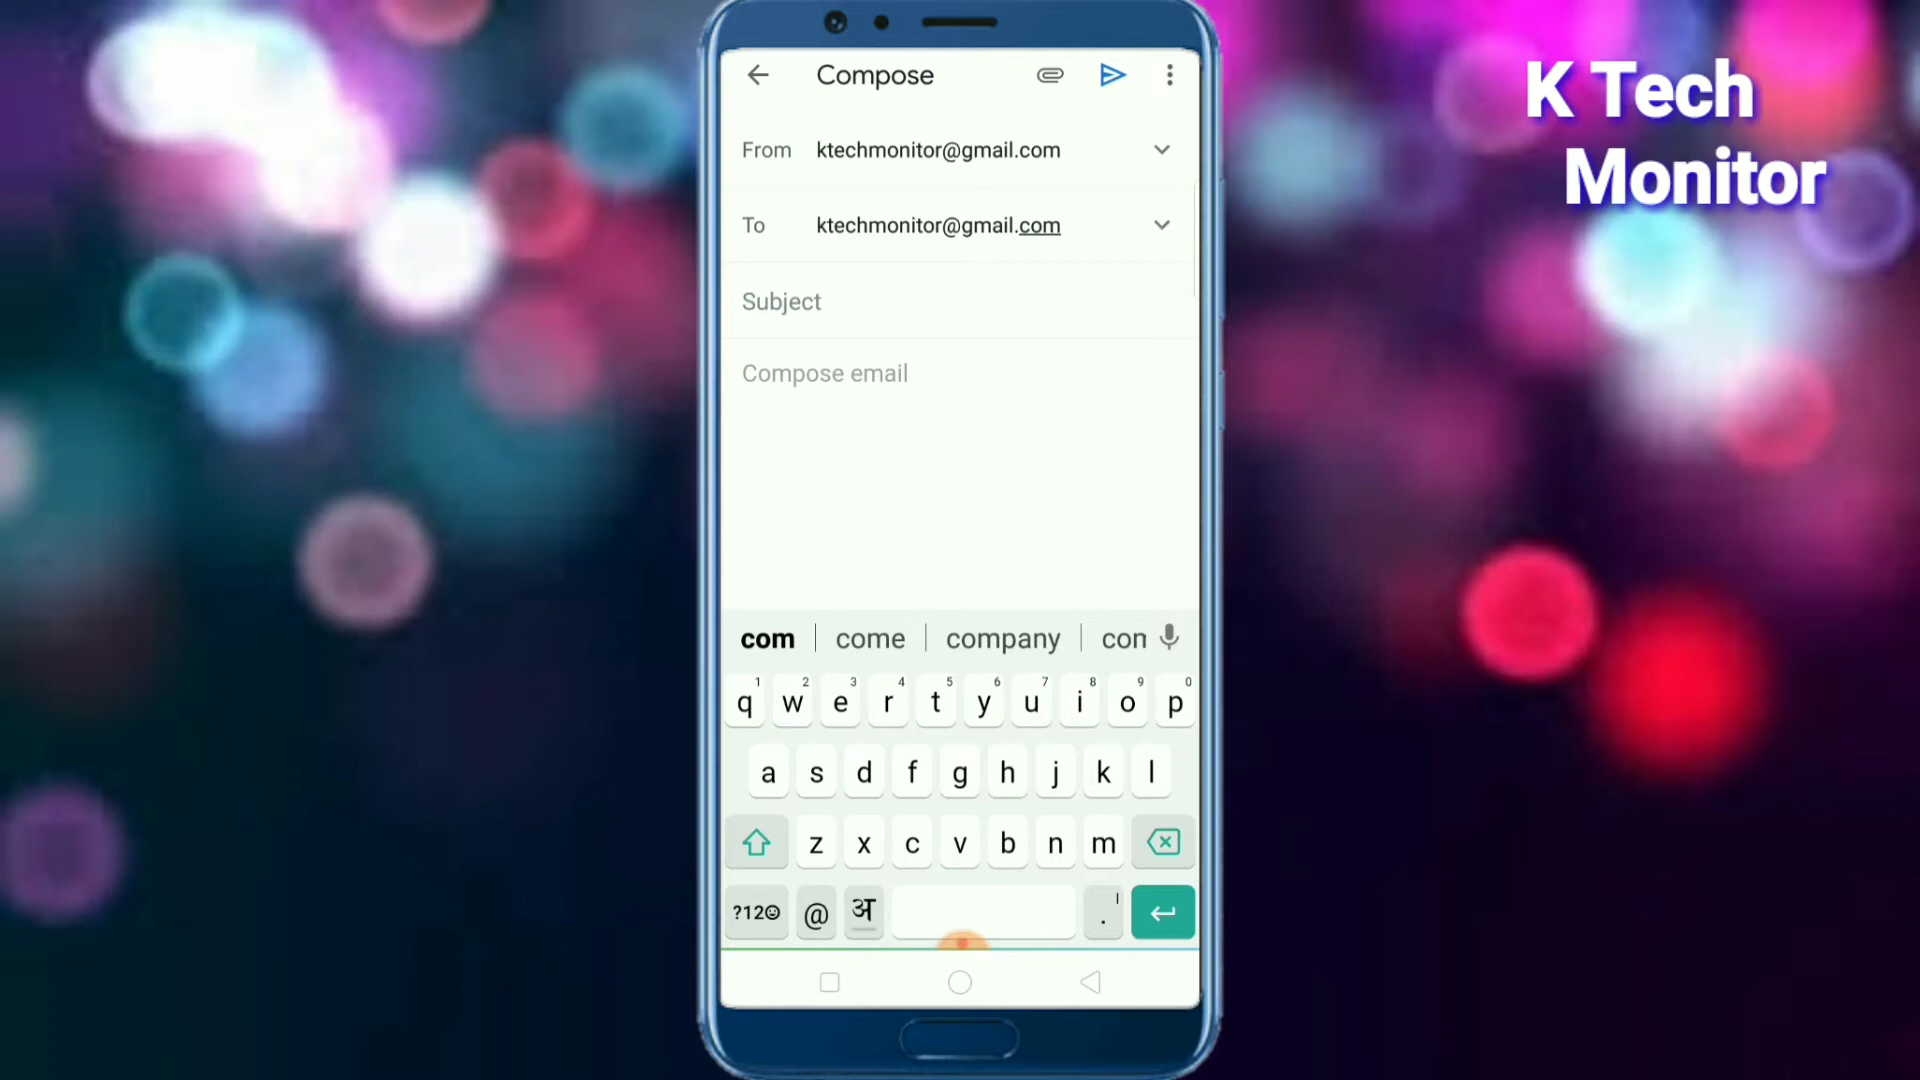 K Tech
Monitor
Compose
From ktechmonitor@gmail.com
To ktechmonitor@gmail.com
Subject
Compose email
com come company con
1 2 3 4 5 6 7 8 9 0
q w e r t y u i o p
a s d f g h j k l
z x c v b n m
?12☺ @ अ . |